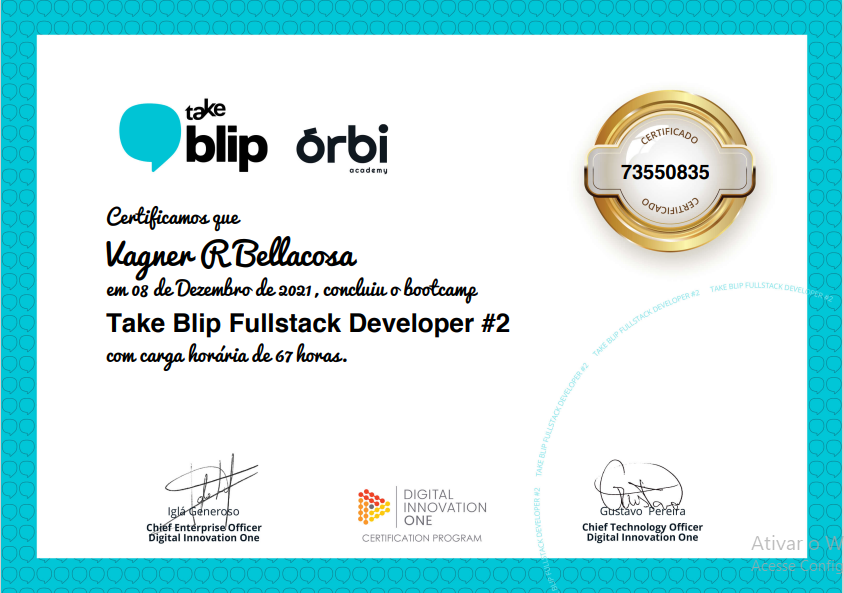 take
blip
órbi
academy
CERTIFICADO
73550835
CERTIFICADO
Certificamos que
Vagner R Bellacosa
em 08 de Dezembro de 2021, concluiu o bootcamp
Take Blip Fullstack Developer #2
com carga horária de 67 horas.
TAKE BLIP FULLSTACK DEVELOPER #2
TAKE BLIP FULLSTACK DEVELOPER #2
TAKE BLIP FULLSTACK DEVELOPER #2
TAKE BLIP FULLSTACK DEVELOPER #2
Iglá Generoso
Chief Enterprise Officer
Digital Innovation One
DIGITAL
INNOVATION
ONE
CERTIFICATION PROGRAM
Gustavo Pereira
Chief Technology Officer
Digital Innovation One
Ativar o W
Acesse Config